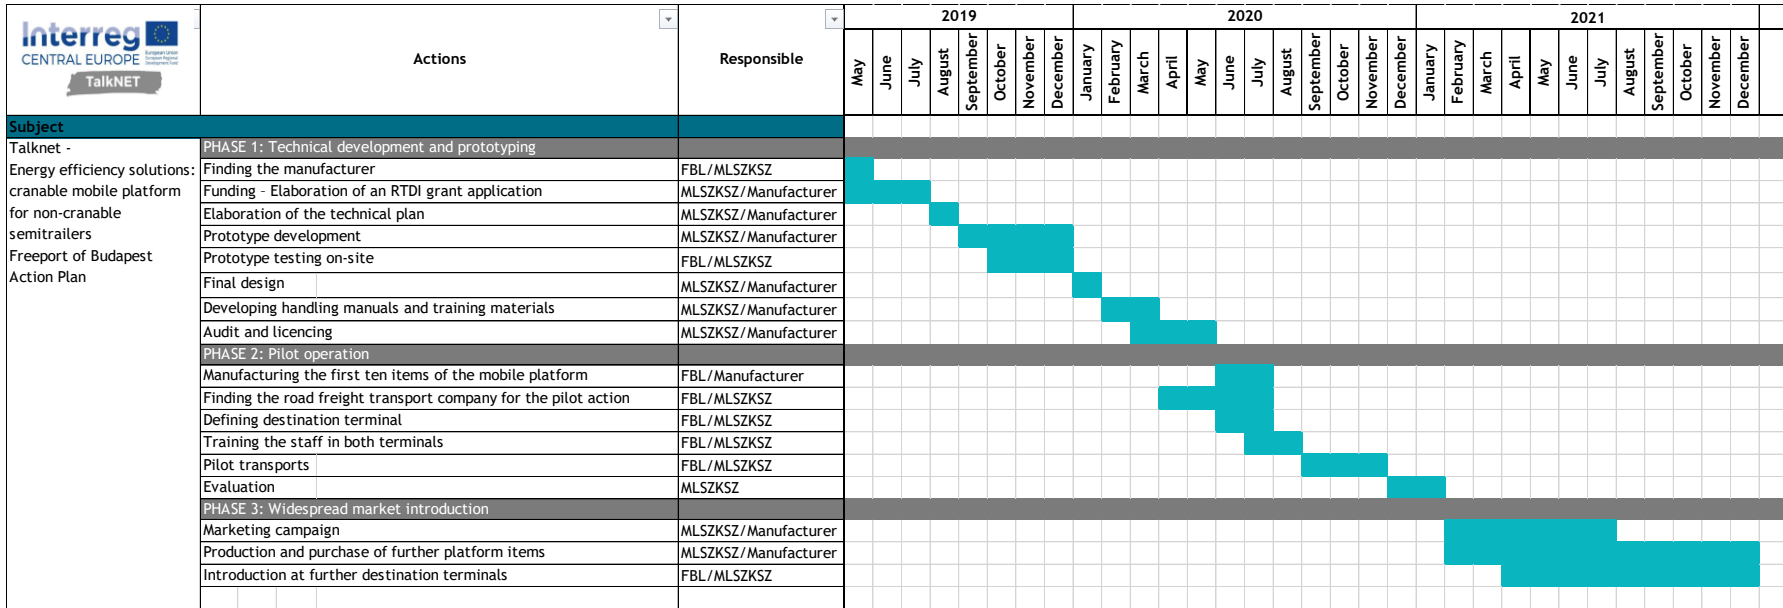 Interreg
CENTRAL EUROPE
European Union
European Regional
Development Fund
TalkNET
Actions
Responsible
2019
2020
2021
May
June
July
August
September
October
November
December
January
February
March
April
May
June
July
August
September
October
November
December
January
February
March
April
May
June
July
August
September
October
November
December
Subject
Talknet -
Energy efficiency solutions:
cranable mobile platform
for non-cranable
semitrailers
Freeport of Budapest
Action Plan
PHASE 1: Technical development and prototyping
Finding the manufacturer FBL/MLSZKSZ
Funding - Elaboration of an RTDI grant application MLSZKSZ/Manufacturer
Elaboration of the technical plan MLSZKSZ/Manufacturer
Prototype development MLSZKSZ/Manufacturer
Prototype testing on-site FBL/MLSZKSZ
Final design MLSZKSZ/Manufacturer
Developing handling manuals and training materials MLSZKSZ/Manufacturer
Audit and licencing MLSZKSZ/Manufacturer
PHASE 2: Pilot operation
Manufacturing the first ten items of the mobile platform FBL/Manufacturer
Finding the road freight transport company for the pilot action FBL/MLSZKSZ
Defining destination terminal FBL/MLSZKSZ
Training the staff in both terminals FBL/MLSZKSZ
Pilot transports FBL/MLSZKSZ
Evaluation MLSZKSZ
PHASE 3: Widespread market introduction
Marketing campaign MLSZKSZ/Manufacturer
Production and purchase of further platform items MLSZKSZ/Manufacturer
Introduction at further destination terminals FBL/MLSZKSZ